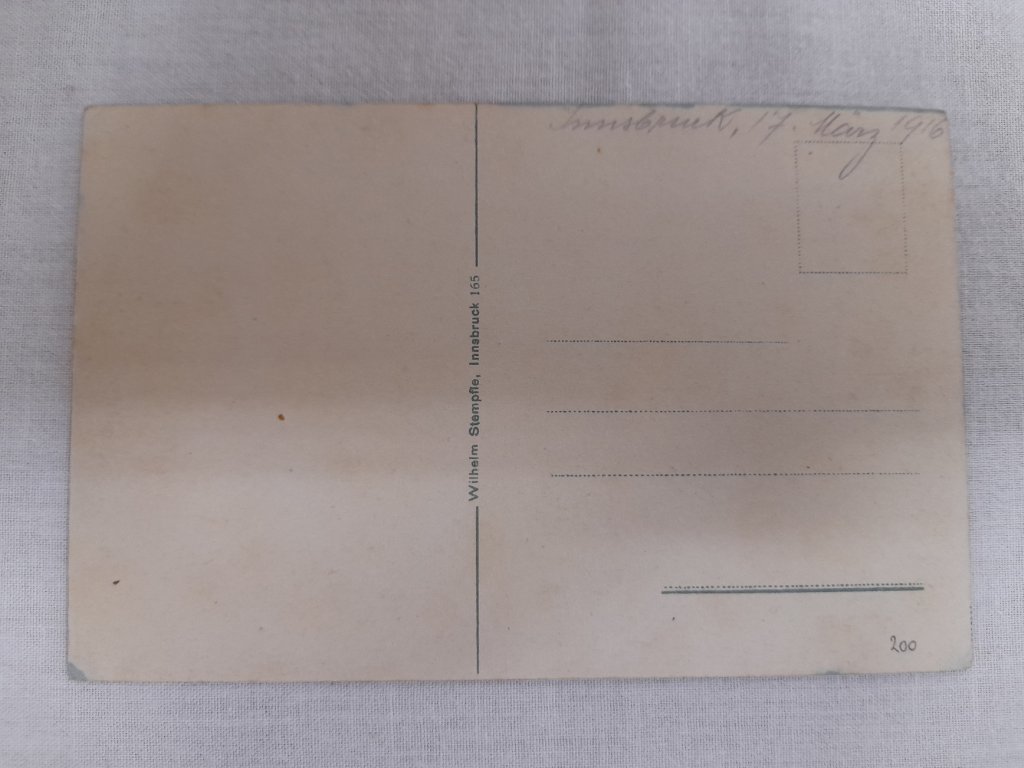 Innsbruck, 17. März 1916
Wilhelm Stempfle, Innsbruck 165
200